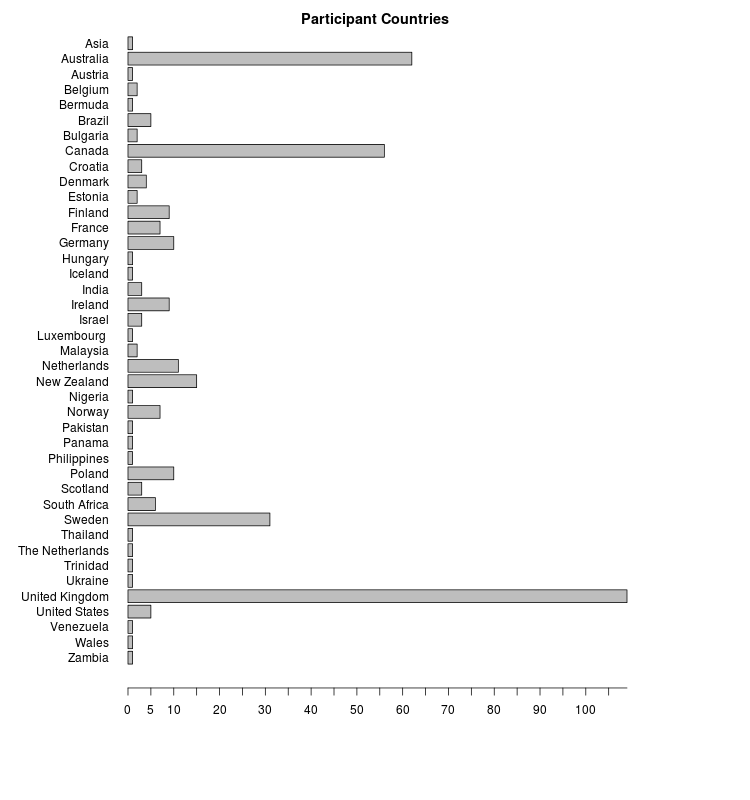 Participant Countries
Asia
Australia
Austria
Belgium
Bermuda
Brazil
Bulgaria
Canada
Croatia
Denmark
Estonia
Finland
France
Germany
Hungary
Iceland
India
Ireland
Israel
Luxembourg
Malaysia
Netherlands
New Zealand
Nigeria
Norway
Pakistan
Panama
Philippines
Poland
Scotland
South Africa
Sweden
Thailand
The Netherlands
Trinidad
Ukraine
United Kingdom
United States
Venezuela
Wales
Zambia
0 5 10 20 30 40 50 60 70 80 90 100